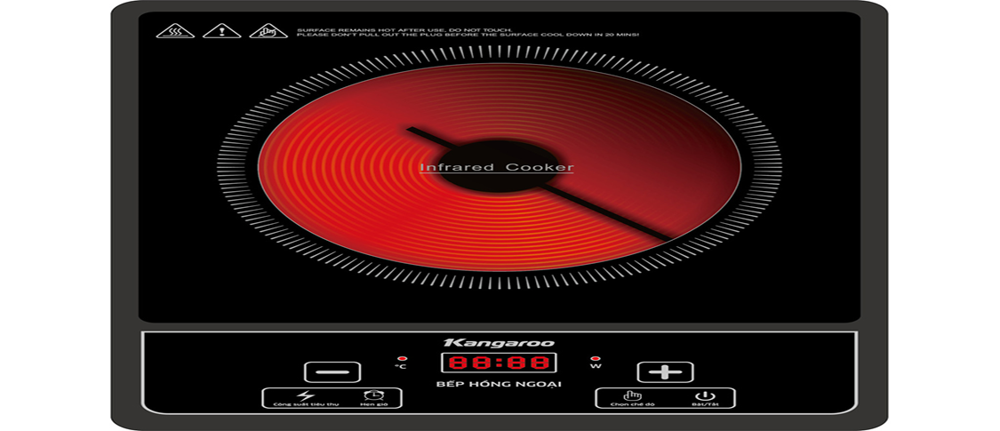 SURFACE REMAINS HOT AFTER USE, DO NOT TOUCH.
PLEASE DON'T PULL OUT THE PLUG BEFORE THE SURFACE COOL DOWN IN 20 MINS!
Infrared Cooker
Kangaroo
°C
88:88
W
BẾP HỒNG NGOẠI
Công suất tiêu thụ
Hẹn giờ
Chọn chế độ
Bật/Tắt